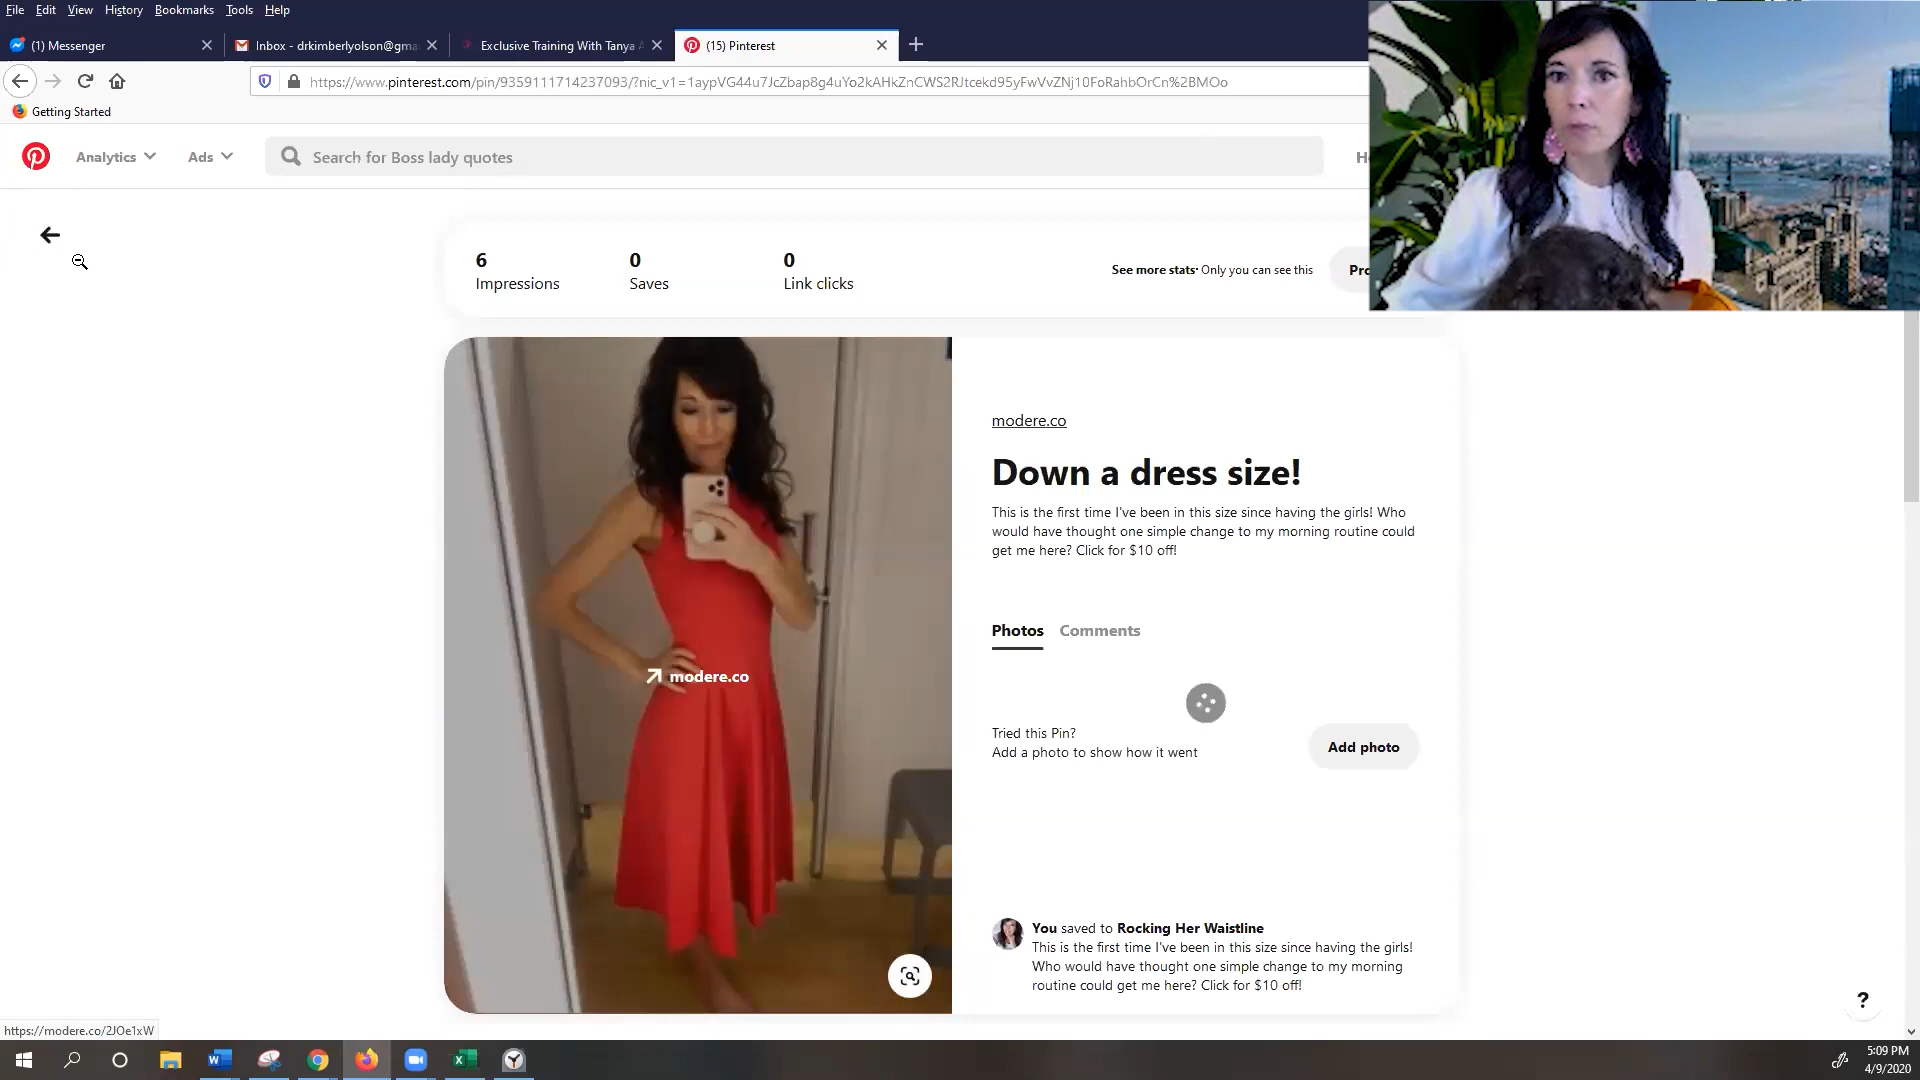 File Edit View History Bookmarks Tools Help
(1) Messenger
Inbox - drkimberlyolson@gma
Exclusive Training With Tanya A
(15) Pinterest
https://www.pinterest.com/pin/9359111714237093/?nic_v1=1aypVG44u7JcZbap8g4uYo2kAHkZnCWS2RJtcekd95yFwVvZNj10FoRahbOrCn%2BMOo
Getting Started
Analytics
Ads
Search for Boss lady quotes
6
Impressions
0
Saves
0
Link clicks
See more stats· Only you can see this
modere.co
Down a dress size!
This is the first time I've been in this size since having the girls! Who
would have thought one simple change to my morning routine could
get me here? Click for $10 off!
Photos Comments
modere.co
Tried this Pin?
Add a photo to show how it went
Add photo
You saved to Rocking Her Waistline
This is the first time I've been in this size since having the girls!
Who would have thought one simple change to my morning
routine could get me here? Click for $10 off!
?
https://modere.co/2JOe1xW
5:09 PM
4/9/2020